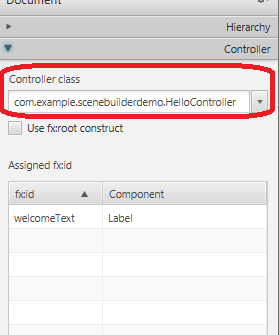 Document
Hierarchy
Controller
Controller class
com.example.scenebuilderdemo.HelloController
Use fx:root construct
Assigned fx:id
fx:id Component
welcomeText Label